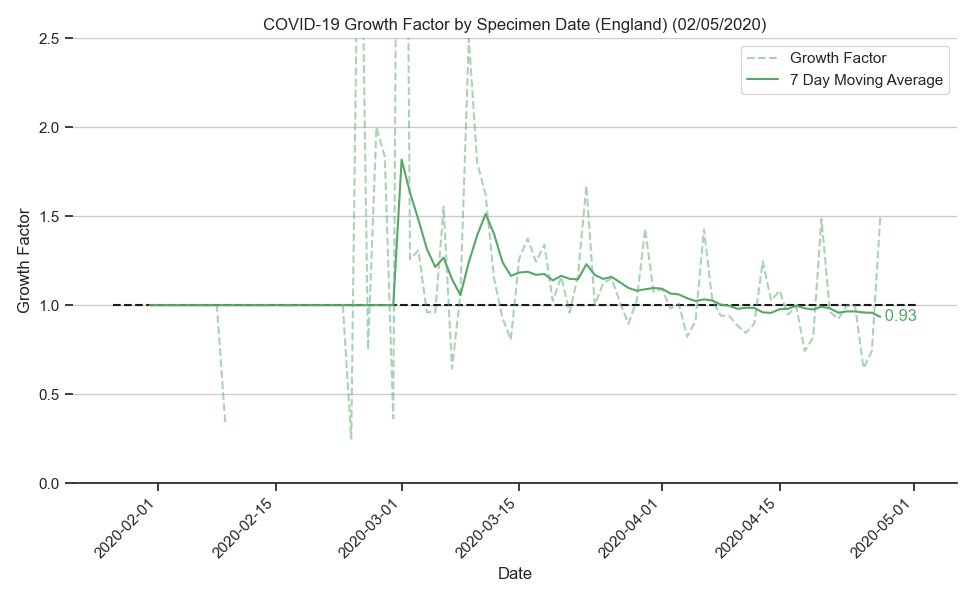 COVID-19 Growth Factor by Specimen Date (England) (02/05/2020)
Growth Factor
7 Day Moving Average
Growth Factor
2.5
2.0
1.5
1.0
0.5
0.0
0.93
2020-02-01
2020-02-15
2020-03-01
2020-03-15
2020-04-01
2020-04-15
2020-05-01
Date